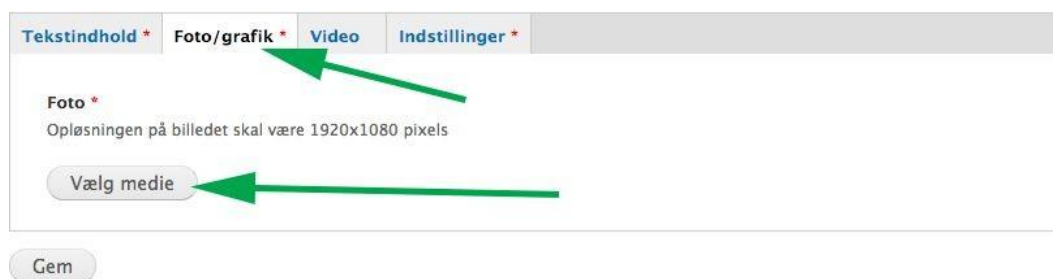 Tekstindhold * Foto/grafik * Video Indstillinger *
Foto *
Opløsningen på billedet skal være 1920x1080 pixels
Vælg medie
Gem